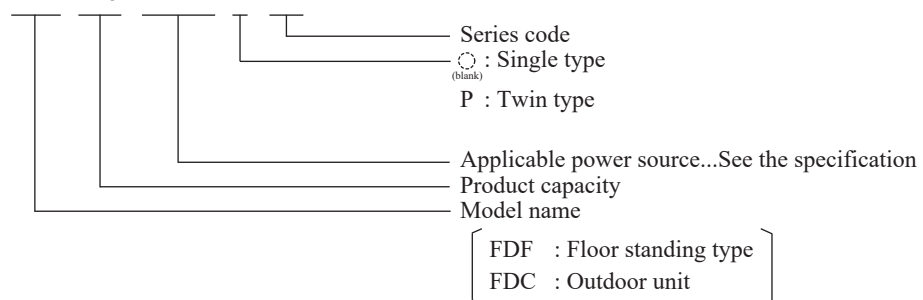 Series code
: Single type
(blank)
P : Twin type
Applicable power source...See the specification
Product capacity
Model name
FDF : Floor standing type
FDC : Outdoor unit